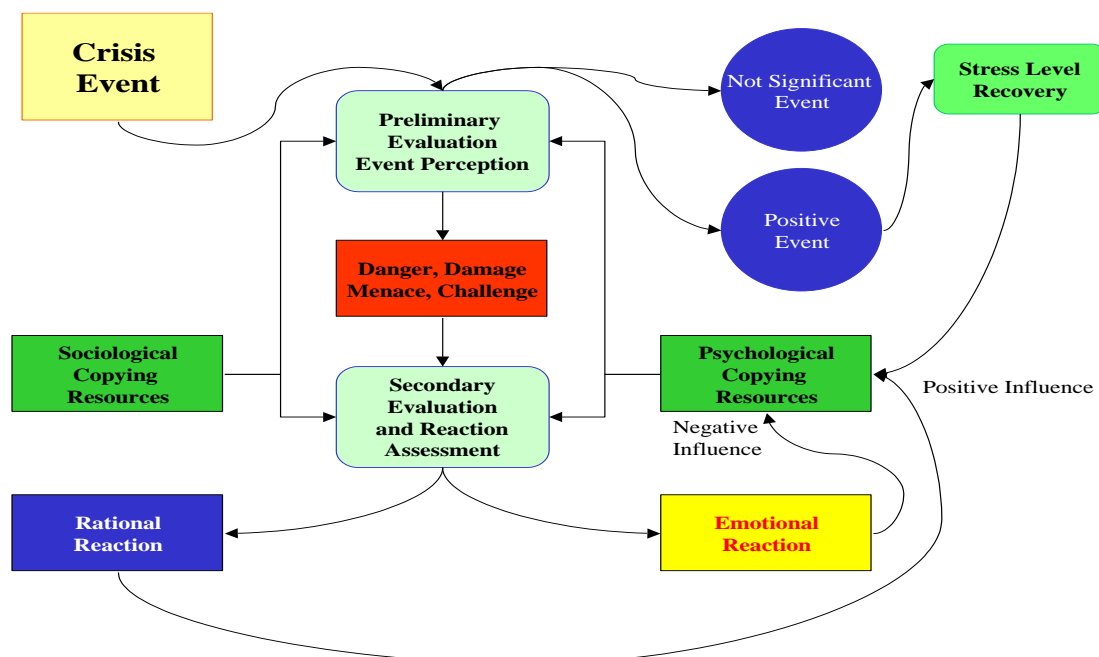 Crisis
Event
Not Significant
Event
Stress Level
Recovery
Preliminary
Evaluation
Event Perception
Positive
Event
Danger, Damage
Menace, Challenge
Sociological
Copying
Resources
Psychological
Copying
Resources
Positive Influence
Secondary
Evaluation
and Reaction
Assessment
Negative
Influence
Rational
Reaction
Emotional
Reaction